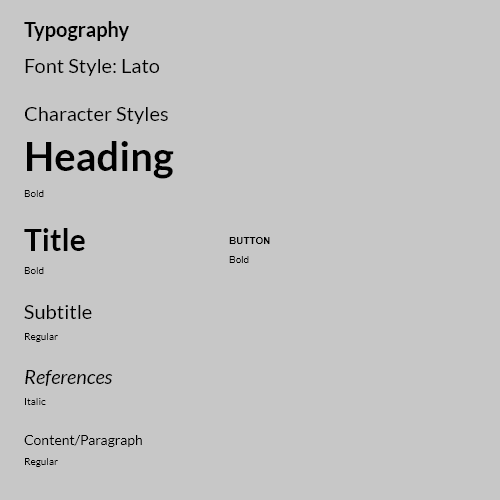 Typography
Font Style: Lato
Character Styles
Heading
Bold
Title
Bold
BUTTON
Bold
Subtitle
Regular
References
Italic
Content/Paragraph
Regular